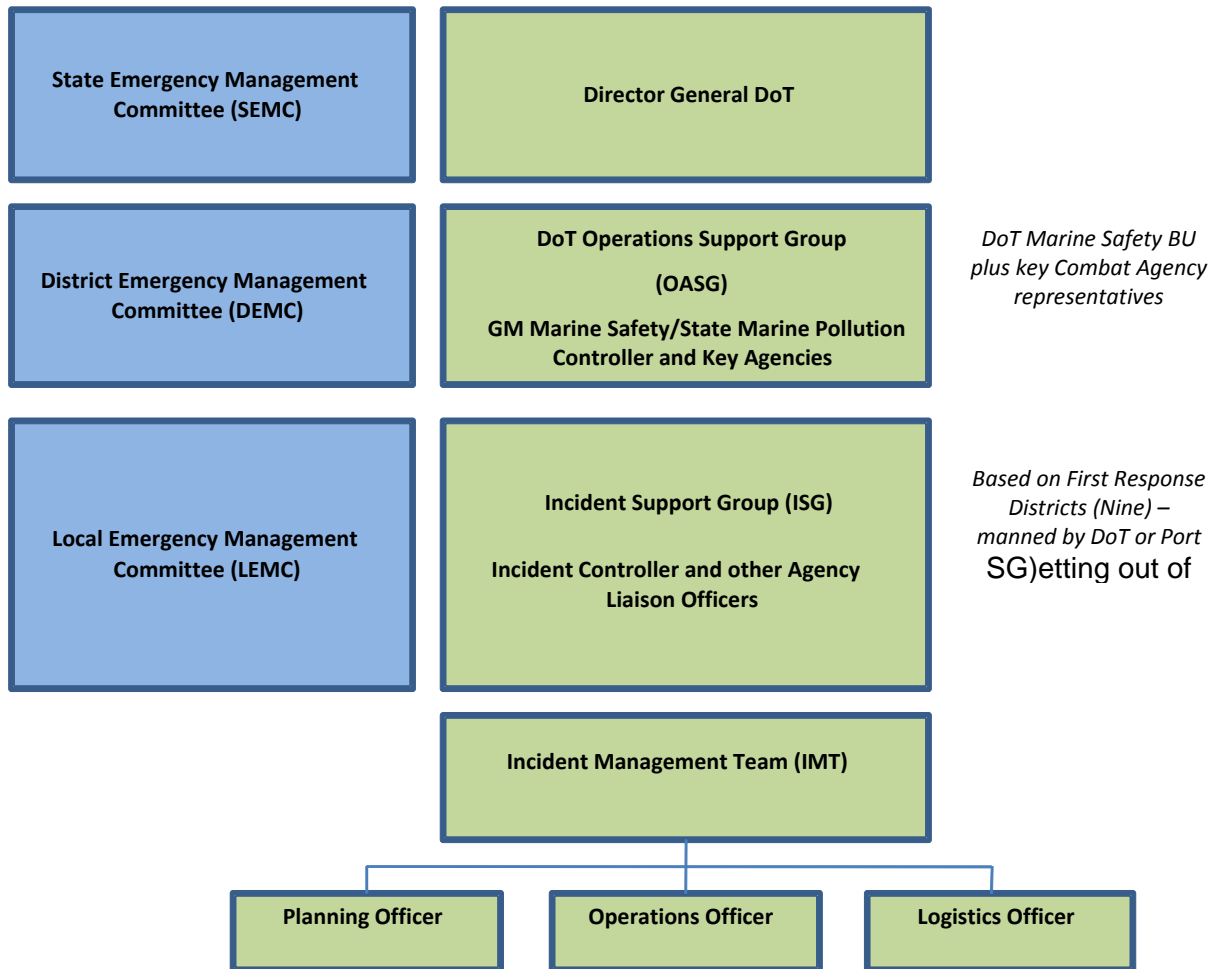 State Emergency Management
Committee (SEMC)
Director General DoT
District Emergency Management
Committee (DEMC)
DoT Operations Support Group
(OASG)
GM Marine Safety/State Marine Pollution
Controller and Key Agencies
DoT Marine Safety BU
plus key Combat Agency
representatives
Local Emergency Management
Committee (LEMC)
Incident Support Group (ISG)
Incident Controller and other Agency
Liaison Officers
Based on First Response
Districts (Nine) –
manned by DoT or Port
SG)etting out of
Incident Management Team (IMT)
Planning Officer
Operations Officer
Logistics Officer